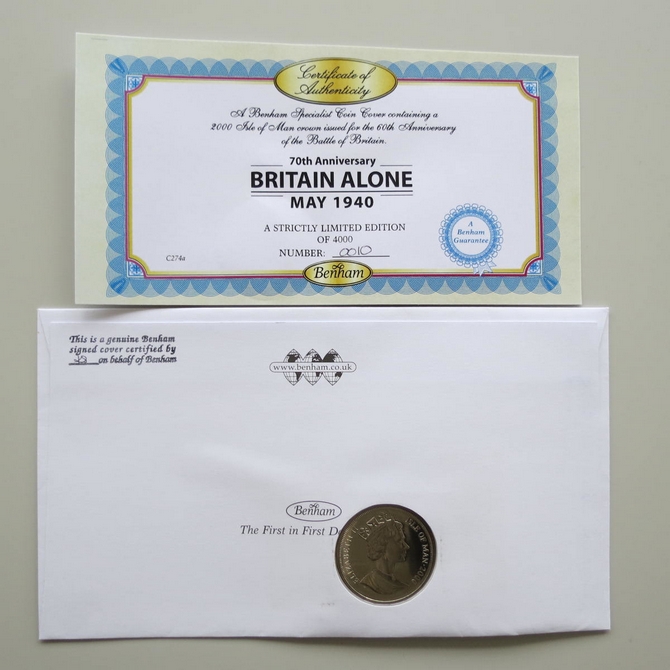 Certificate of
Authenticity
A Benham Specialist Coin Cover containing a
2000 Isle of Man crown issued for the 60th Anniversary
of the Battle of Britain.
70th Anniversary
BRITAIN ALONE
MAY 1940
A STRICTLY LIMITED EDITION
OF 4000
NUMBER: 0010
A
Benham
Guarantee
C274a
Benham
This is a genuine Benham
signed cover certified by
on behalf of Benham
www.benham.co.uk
Benham
The First in First D
ELIZABETH II ISLE OF MAN